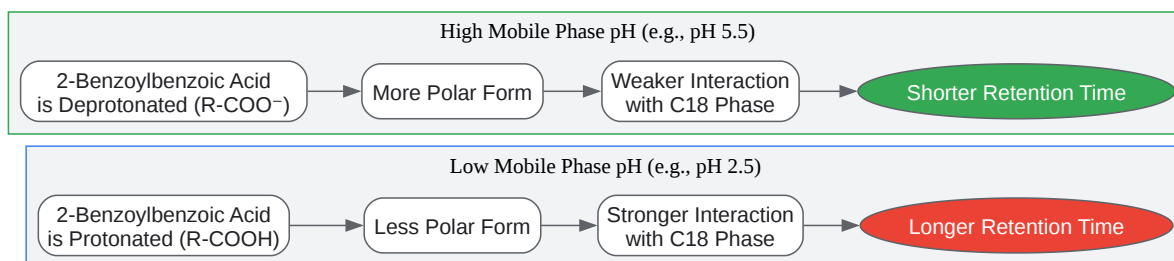 High Mobile Phase pH (e.g., pH 5.5)
2-Benzoylbenzoic Acid
is Deprotonated (R-COO⁻)
More Polar Form
Weaker Interaction
with C18 Phase
Shorter Retention Time
Low Mobile Phase pH (e.g., pH 2.5)
2-Benzoylbenzoic Acid
is Protonated (R-COOH)
Less Polar Form
Stronger Interaction
with C18 Phase
Longer Retention Time